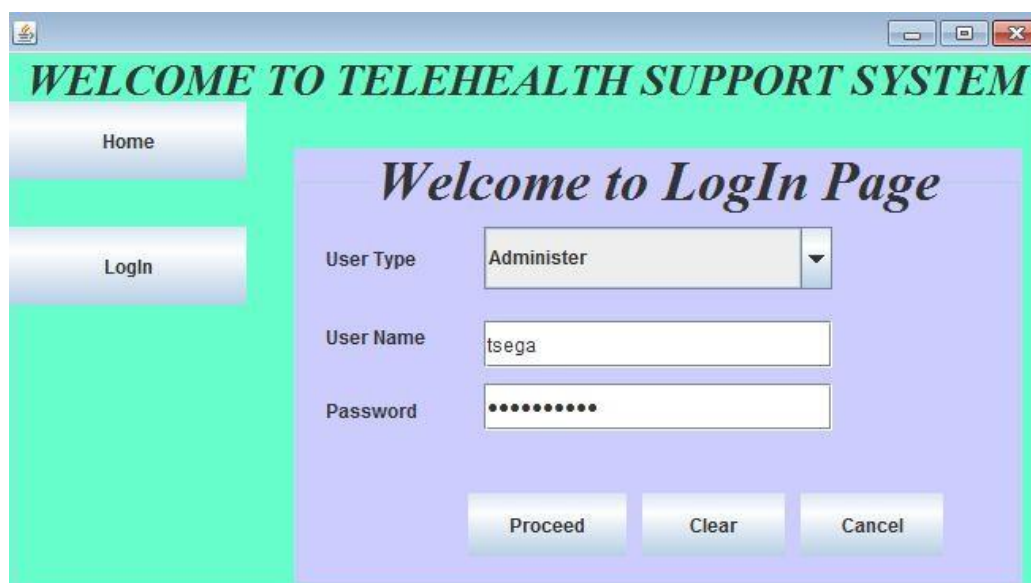 WELCOME TO TELEHEALTH SUPPORT SYSTEM
Home
LogIn
Welcome to LogIn Page
User Type Administer
User Name tsega
Password ••••••••••
Proceed Clear Cancel